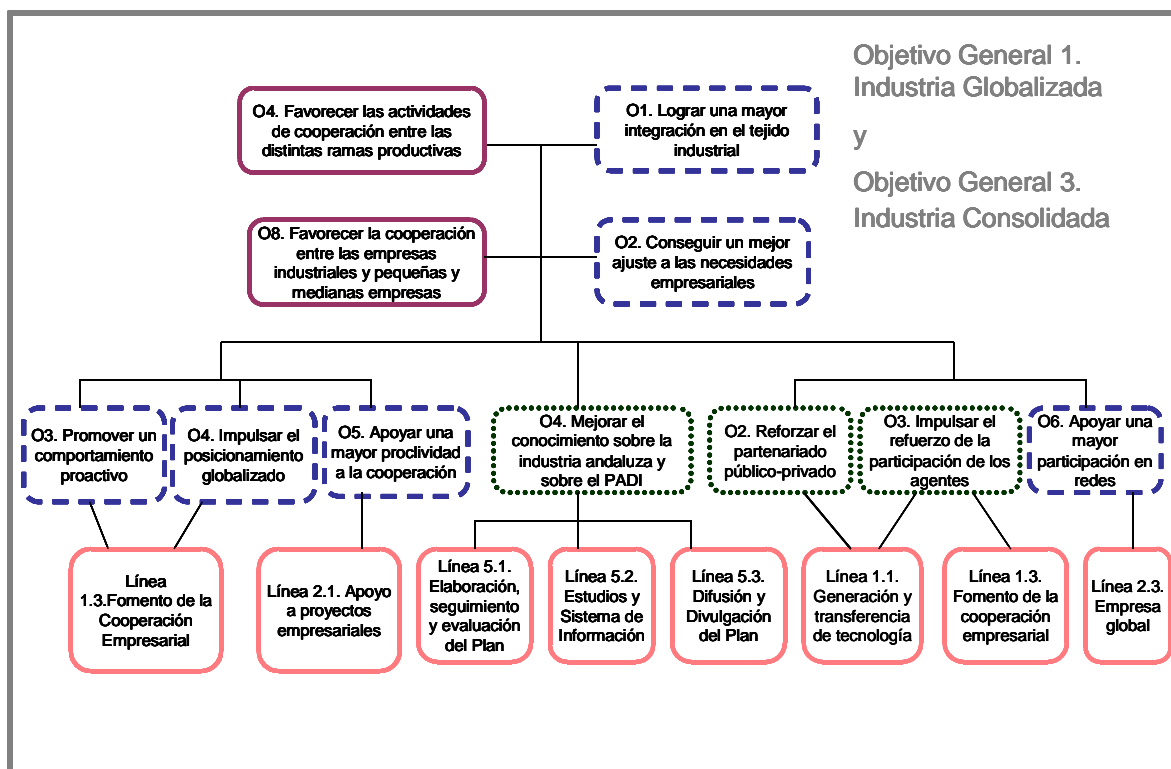 Objetivo General 1.
Industria Globalizada
y
Objetivo General 3.
Industria Consolidada
O4. Favorecer las actividades
de cooperación entre las
distintas ramas productivas
O1. Lograr una mayor
integración en el tejido
industrial
O8. Favorecer la cooperación
entre las empresas
industriales y pequeñas y
medianas empresas
O2. Conseguir un mejor
ajuste a las necesidades
empresariales
O3. Promover un
comportamiento
proactivo
O4. Impulsar el
posicionamiento
globalizado
O5. Apoyar una
mayor proclividad
a la cooperación
O4. Mejorar el
conocimiento sobre la
industria andaluza y
sobre el PADI
O2. Reforzar el
partenariado
público-privado
O3. Impulsar el
refuerzo de la
participación de los
agentes
O6. Apoyar una
mayor
participación en
redes
Línea
1.3.Fomento de la
Cooperación
Empresarial
Línea 2.1. Apoyo
a proyectos
empresariales
Línea 5.1.
Elaboración,
seguimiento
y evaluación
del Plan
Línea 5.2.
Estudios y
Sistema de
Información
Línea 5.3.
Difusión y
Divulgación
del Plan
Línea 1.1.
Generación y
transferencia
de tecnología
Línea 1.3.
Fomento de la
cooperación
empresarial
Línea 2.3.
Empresa
global